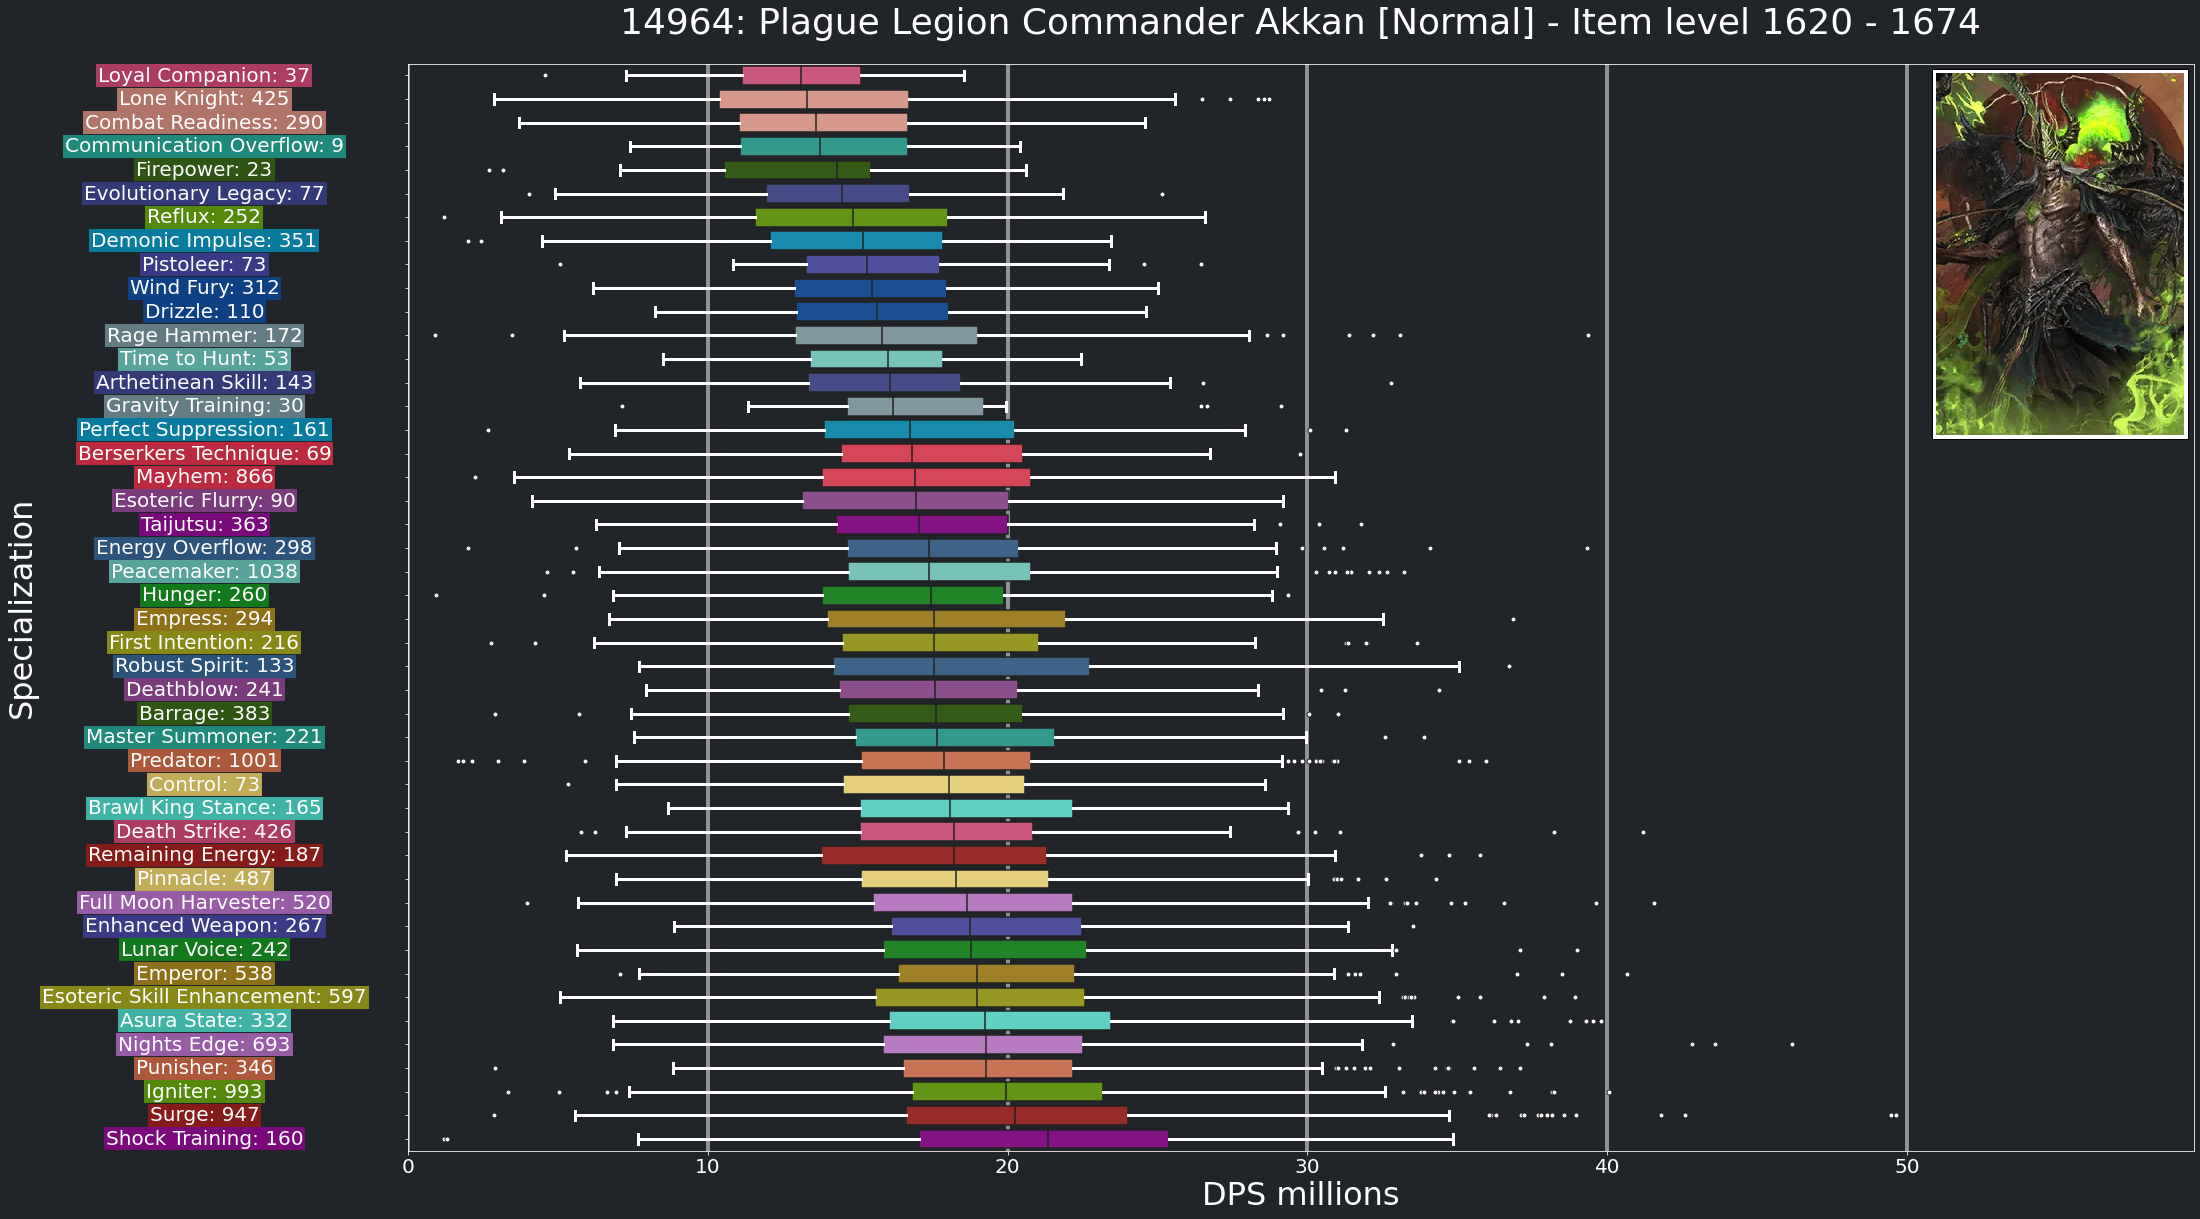 14964: Plague Legion Commander Akkan [Normal] - Item level 1620 - 1674
Specialization
Loyal Companion: 37
Lone Knight: 425
Combat Readiness: 290
Communication Overflow: 9
Firepower: 23
Evolutionary Legacy: 77
Reflux: 252
Demonic Impulse: 351
Pistoleer: 73
Wind Fury: 312
Drizzle: 110
Rage Hammer: 172
Time to Hunt: 53
Arthetinean Skill: 143
Gravity Training: 30
Perfect Suppression: 161
Berserkers Technique: 69
Mayhem: 866
Esoteric Flurry: 90
Taijutsu: 363
Energy Overflow: 298
Peacemaker: 1038
Hunger: 260
Empress: 294
First Intention: 216
Robust Spirit: 133
Deathblow: 241
Barrage: 383
Master Summoner: 221
Predator: 1001
Control: 73
Brawl King Stance: 165
Death Strike: 426
Remaining Energy: 187
Pinnacle: 487
Full Moon Harvester: 520
Enhanced Weapon: 267
Lunar Voice: 242
Emperor: 538
Esoteric Skill Enhancement: 597
Asura State: 332
Nights Edge: 693
Punisher: 346
Igniter: 993
Surge: 947
Shock Training: 160
0 10 20 30 40 50
DPS millions